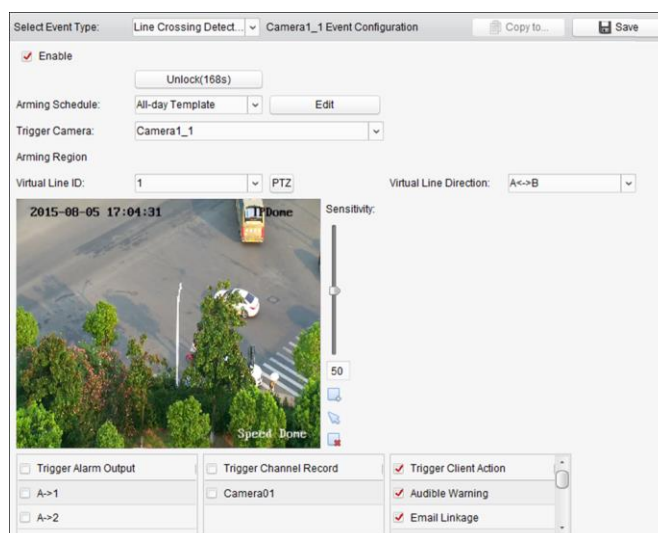 Select Event Type: Line Crossing Detect... Camera1_1 Event Configuration Copy to... Save
Enable
Unlock(168s)
Arming Schedule: All-day Template Edit
Trigger Camera: Camera1_1
Arming Region
Virtual Line ID: 1 PTZ Virtual Line Direction: A<->B
2015-08-05 17:04:31 IPDome Sensitivity:
50
Speed Dome
Trigger Alarm Output Trigger Channel Record Trigger Client Action
A->1 Camera01 Audible Warning
A->2 Email Linkage